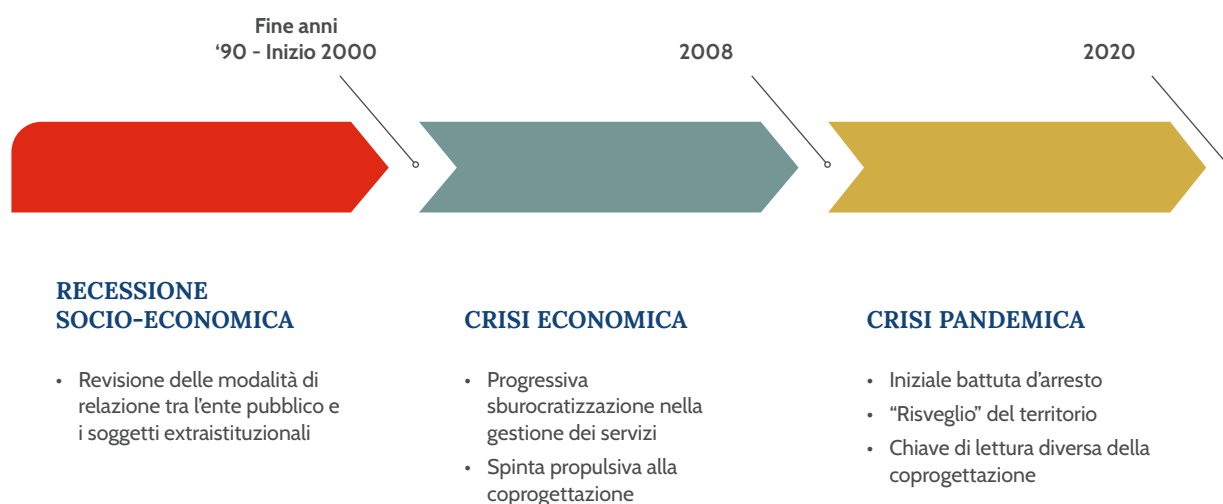 Fine anni
‘90 - Inizio 2000
2008
2020
RECESSIONE
SOCIO-ECONOMICA
• Revisione delle modalità di
relazione tra l’ente pubblico e
i soggetti extraistituzionali
CRISI ECONOMICA
• Progressiva
sburocratizzazione nella
gestione dei servizi
• Spinta propulsiva alla
coprogettazione
CRISI PANDEMICA
• Iniziale battuta d’arresto
• “Risveglio” del territorio
• Chiave di lettura diversa della
coprogettazione